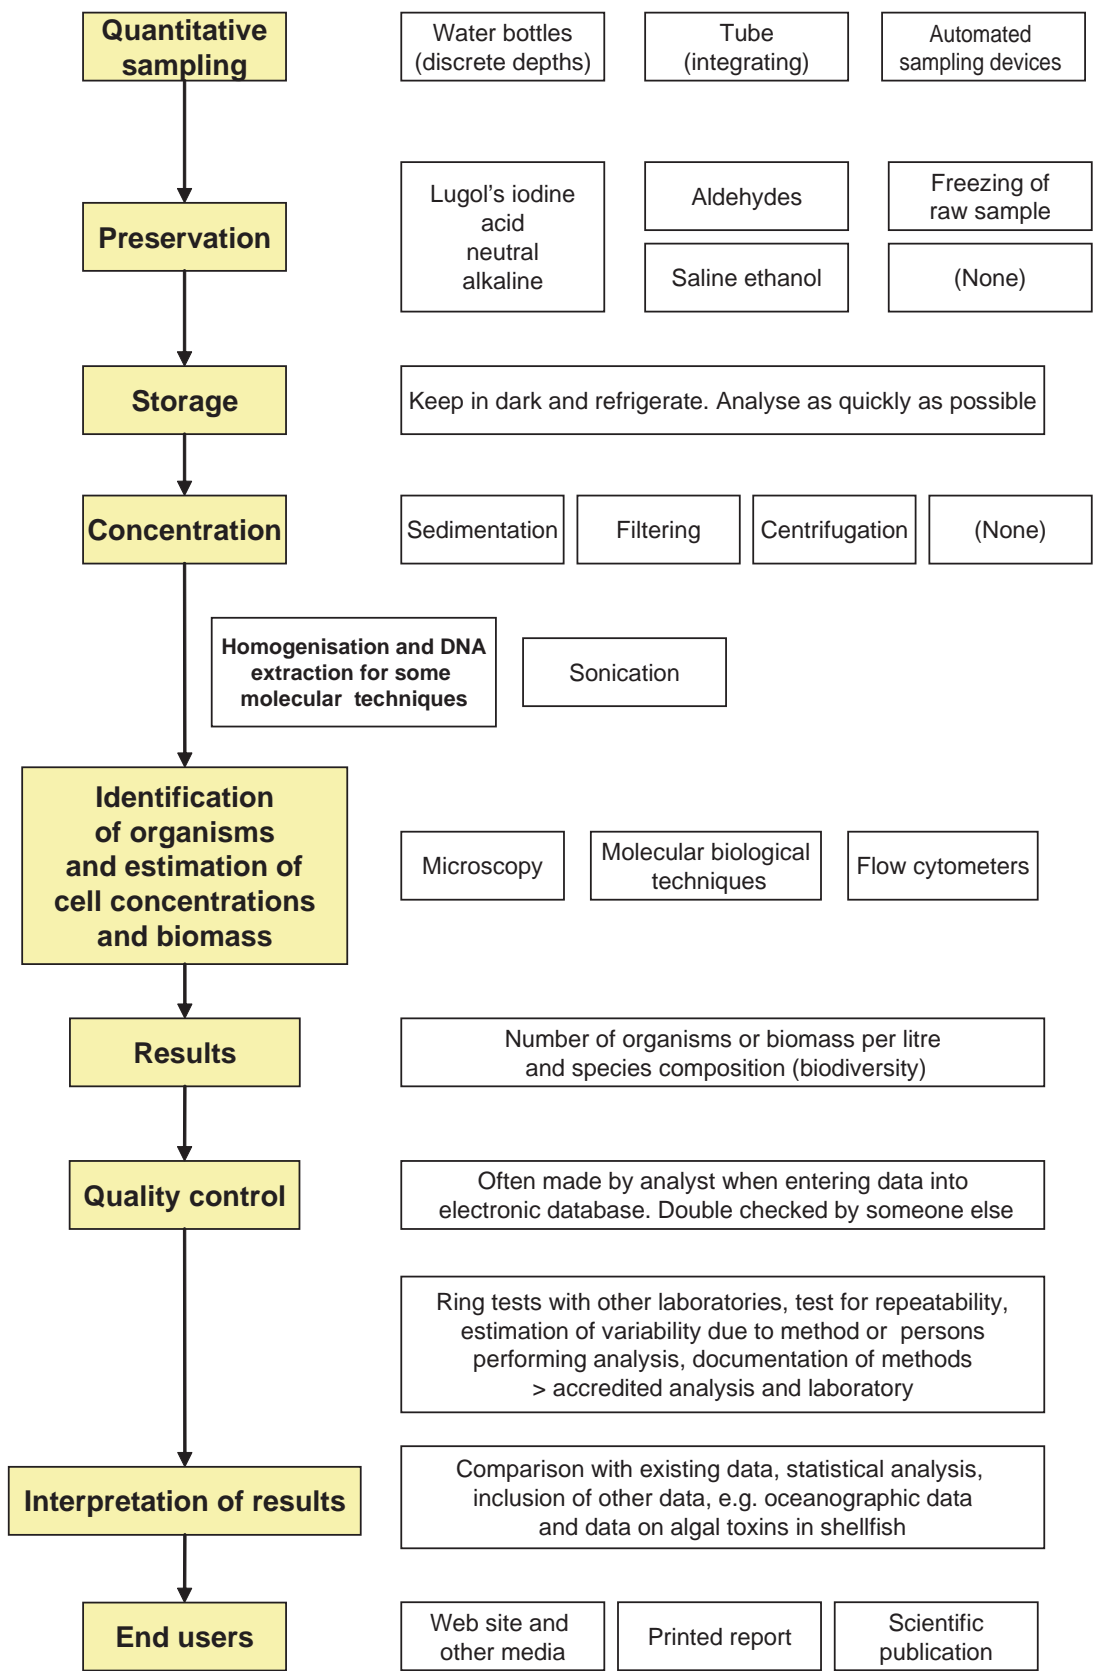 Quantitative
sampling
Water bottles
(discrete depths)
Tube
(integrating)
Automated
sampling devices
Preservation
Lugol's iodine
acid
neutral
alkaline
Aldehydes
Saline ethanol
Freezing of
raw sample
(None)
Storage
Keep in dark and refrigerate. Analyse as quickly as possible
Concentration
Sedimentation
Filtering
Centrifugation
(None)
Homogenisation and DNA
extraction for some
molecular techniques
Sonication
Identification
of organisms
and estimation of
cell concentrations
and biomass
Microscopy
Molecular biological
techniques
Flow cytometers
Results
Number of organisms or biomass per litre
and species composition (biodiversity)
Quality control
Often made by analyst when entering data into
electronic database. Double checked by someone else
Ring tests with other laboratories, test for repeatability,
estimation of variability due to method or persons
performing analysis, documentation of methods
> accredited analysis and laboratory
Interpretation of results
Comparison with existing data, statistical analysis,
inclusion of other data, e.g. oceanographic data
and data on algal toxins in shellfish
End users
Web site and
other media
Printed report
Scientific
publication